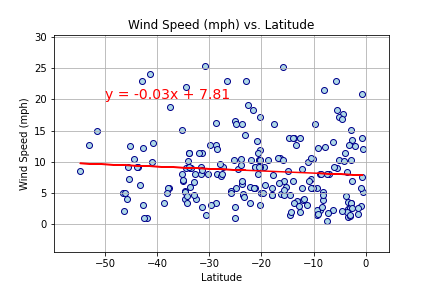 Wind Speed (mph) vs. Latitude
30
25
y = -0.03x + 7.81
20
15
10
5
0
Wind Speed (mph)
−50 −40 −30 −20 −10 0
Latitude